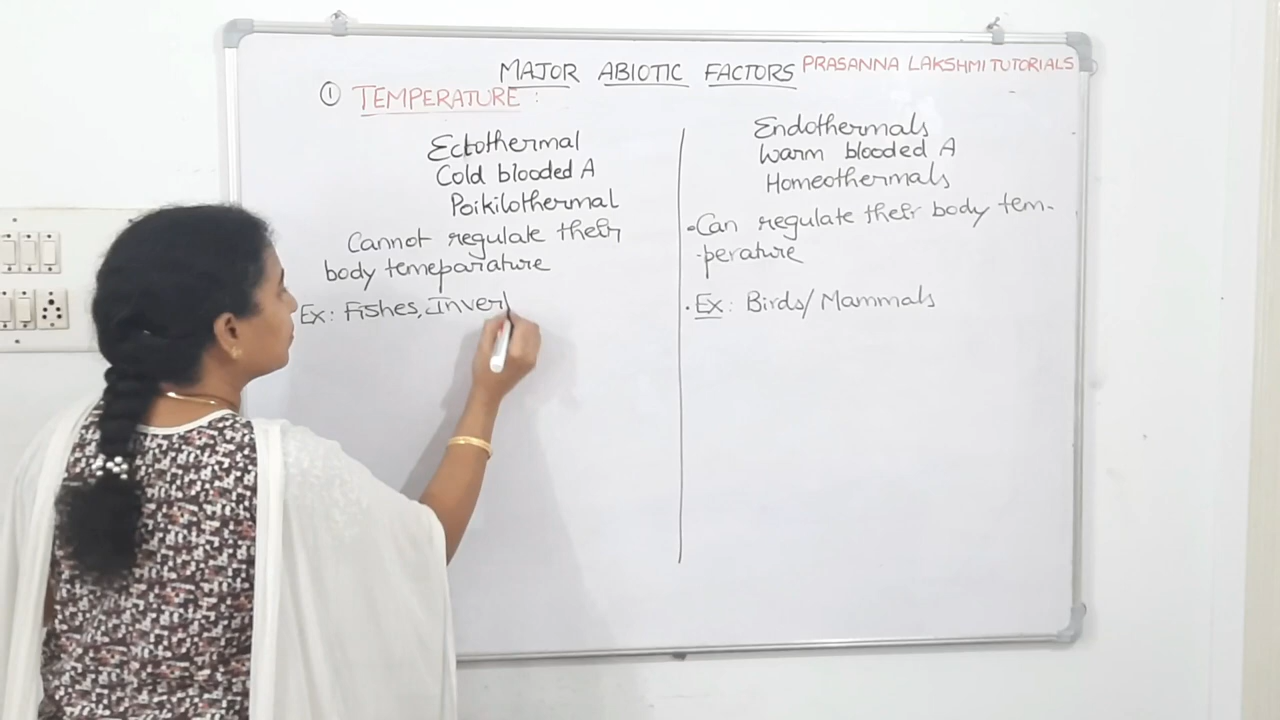 MAJOR ABIOTIC FACTORS PRASANNA LAKSHMI TUTORIALS
① TEMPERATURE :
Ectothermal
Cold blooded A
Poikilothermal
Cannot regulate their
body temeparature
Ex: Fishes, Inver
Endothermals
Warm blooded A
Homeothermals
•Can regulate their body tem-
-perature
• Ex: Birds/ Mammals